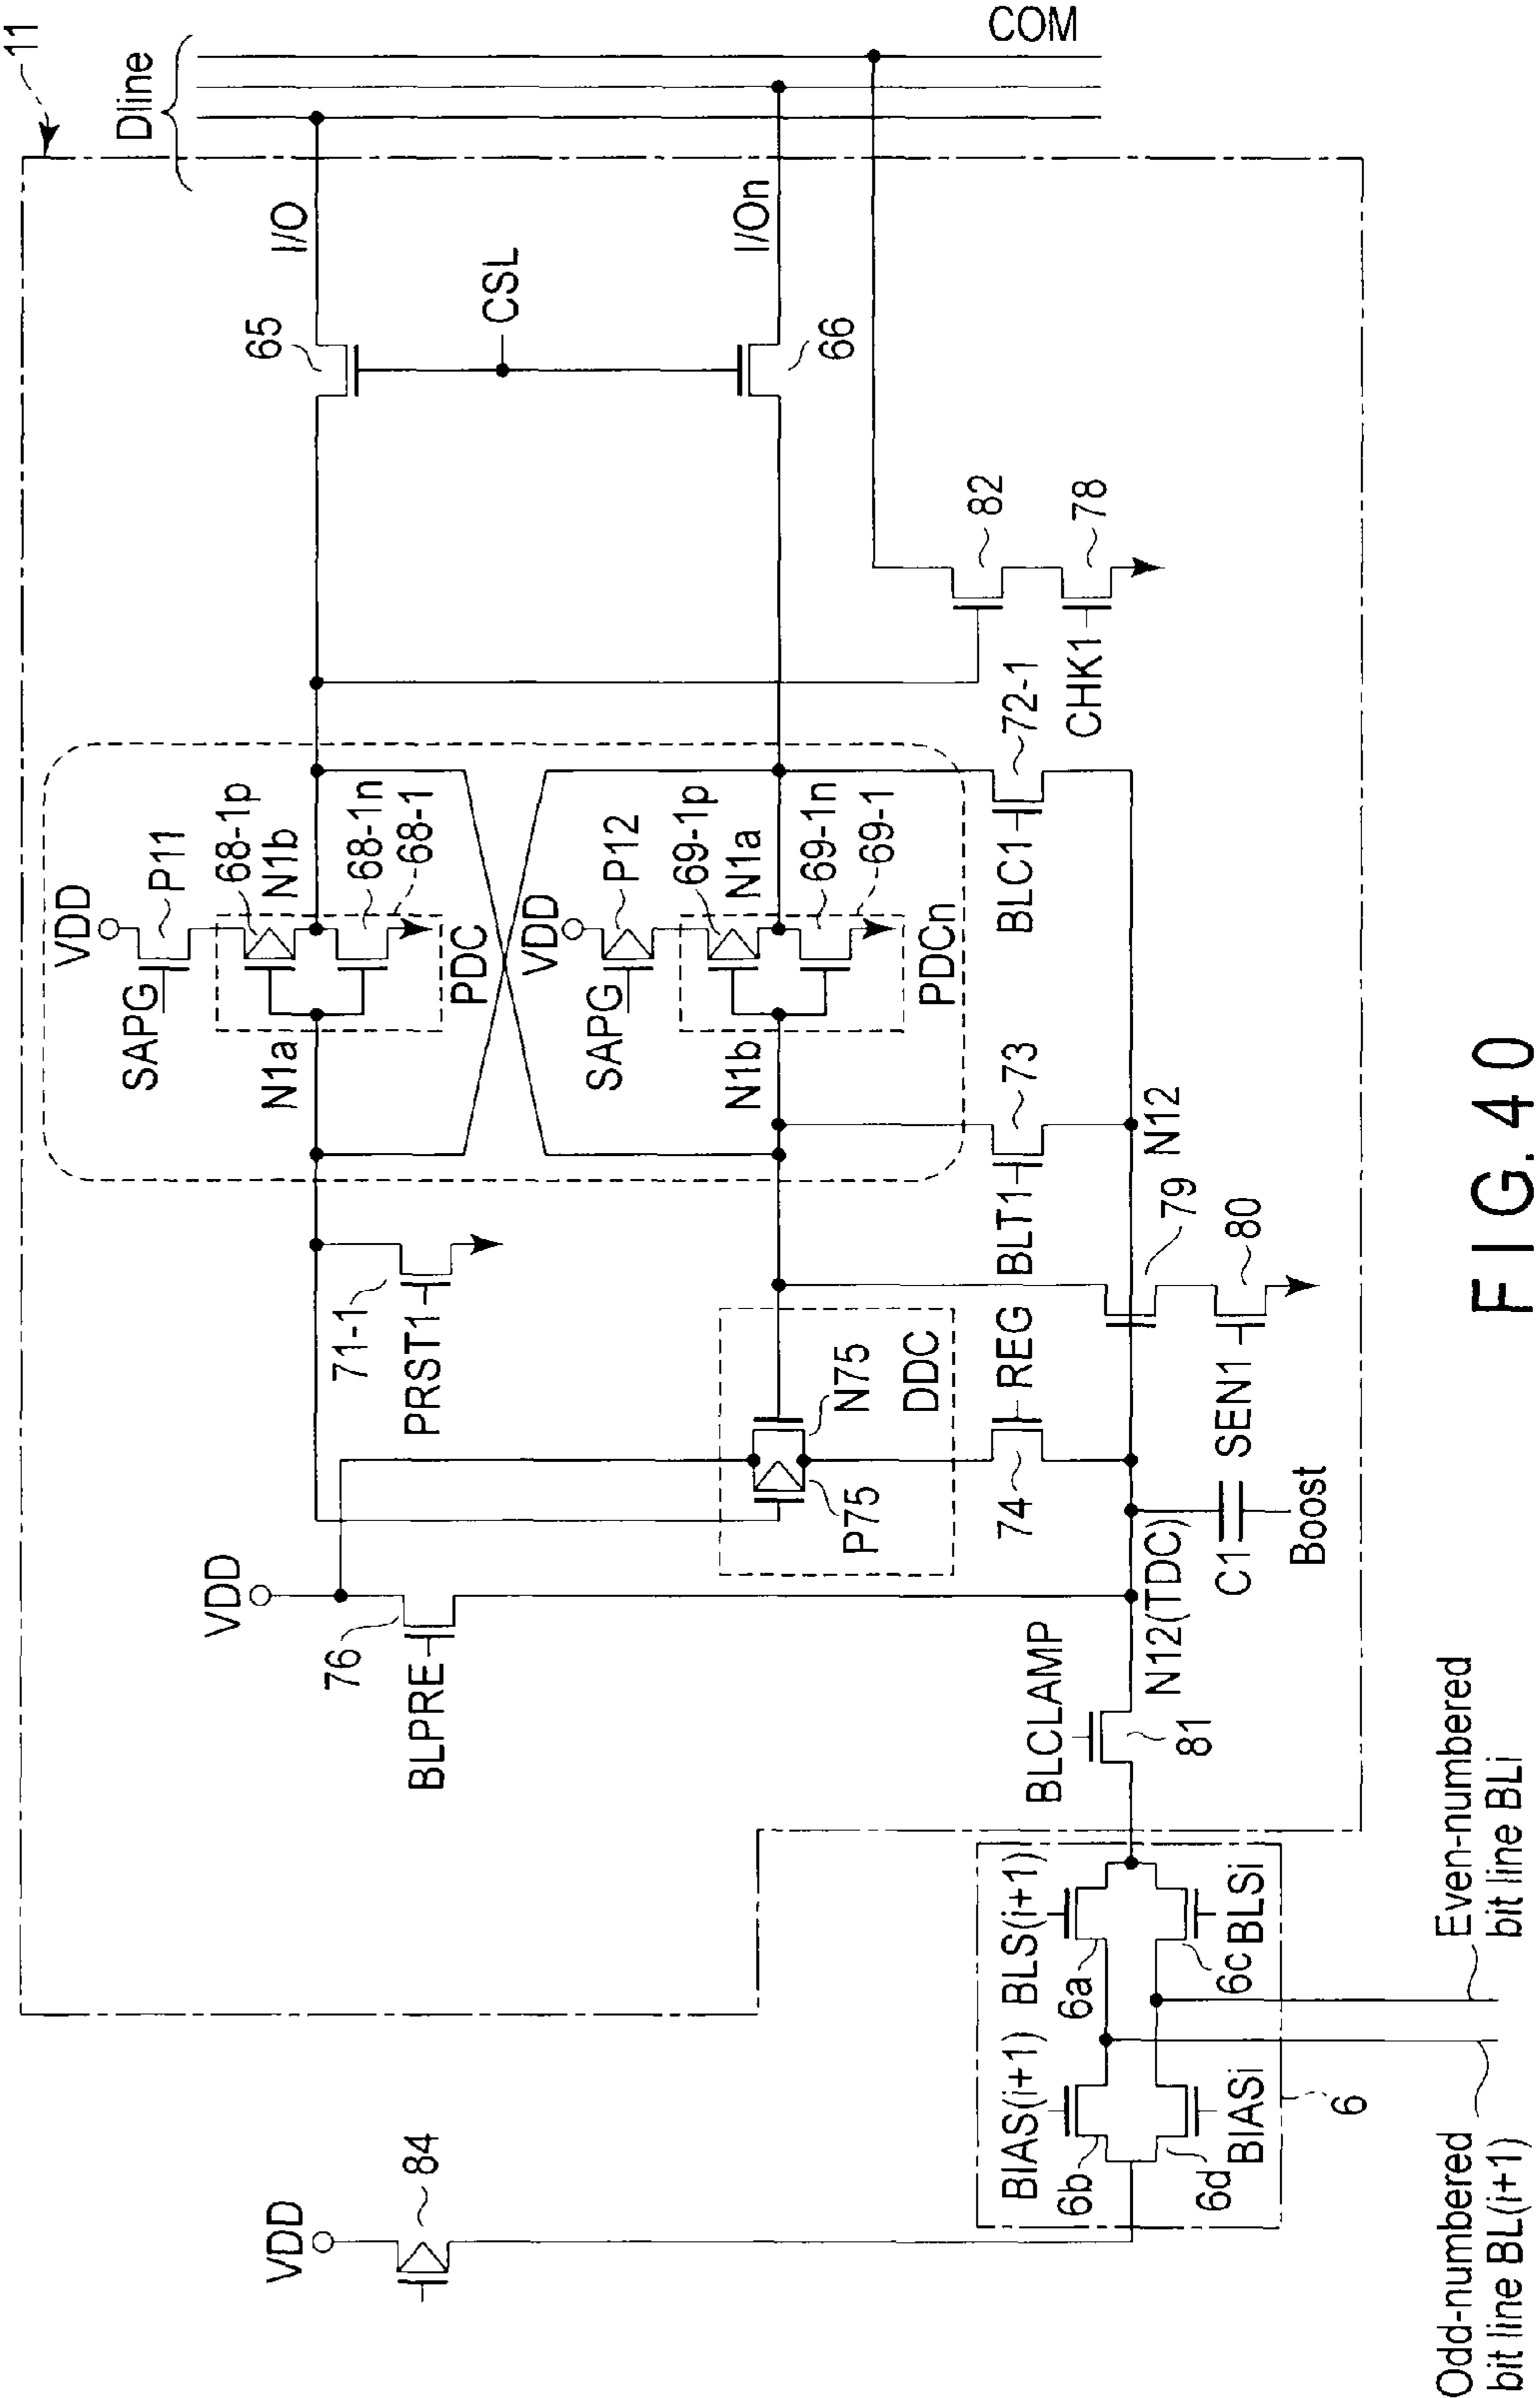 11
Dline
COM
I/O
I/On
65
CSL
66
82
78
CHK1
VDD
P11
SAPG
68-1p
N1b
68-1n
68-1
N1a
PDC
VDD
P12
SAPG
69-1p
N1a
69-1n
69-1
N1b
PDCn
72-1
BLC1
73
BLT1
N12
79
80
SEN1
71-1
PRST1
N75
DDC
P75
REG
74
VDD
76
BLPRE
BLCLAMP
81
N12(TDC)
C1
Boost
BLS(i+1)
6a
6c
BLSi
BIAS(i+1)
6b
6d
BIASi
6
VDD
84
Even-numbered
bit line BLi
Odd-numbered
bit line BL(i+1)
FIG. 40